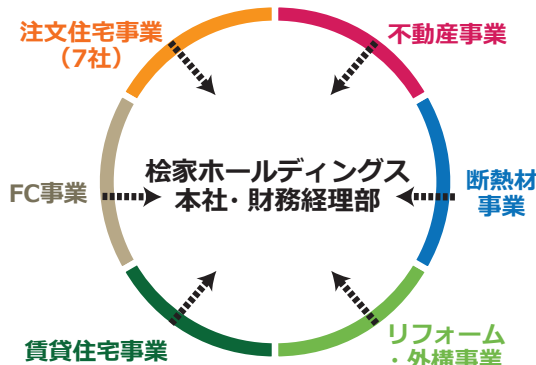 注文住宅事業
（7社）
不動産事業
桧家ホールディングス
本社・財務経理部
FC事業
断熱材
事業
賃貸住宅事業
リフォーム
・外構事業